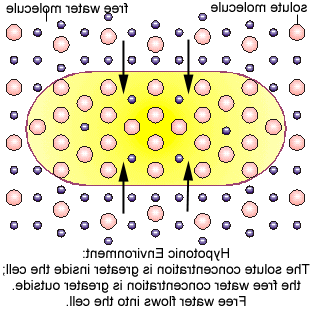 solute molecule
free water molecule
Hypotonic Environment:
The solute concentration is greater inside the cell;
the free water concentration is greater outside.
Free water flows into the cell.